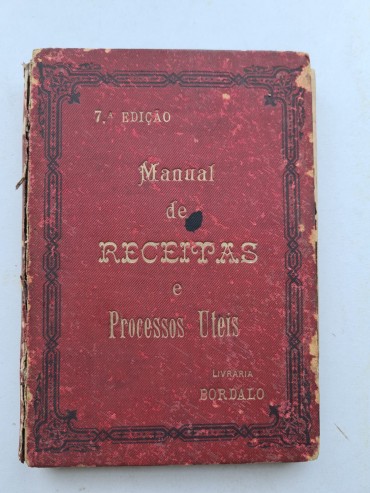 7.ª EDIÇÃO
Manual
de
RECEITAS
e
Processos Uteis
LIVRARIA
BORDALO